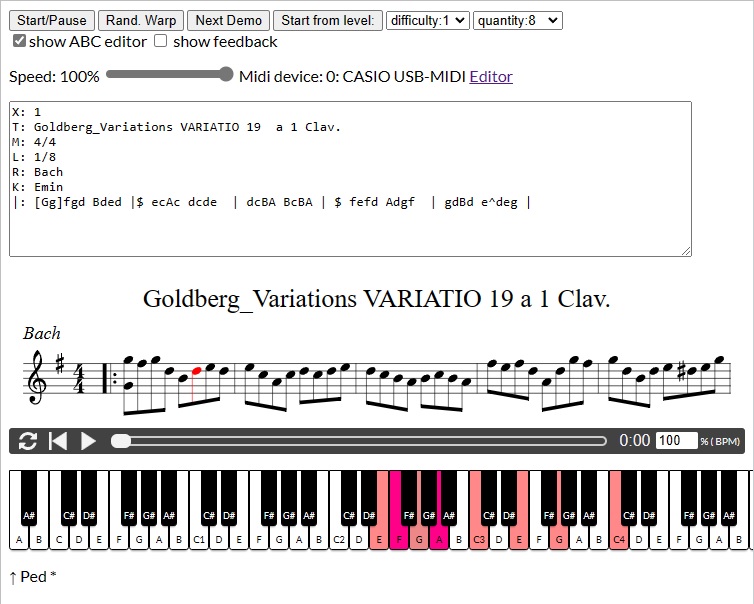 Start/Pause Rand. Warp Next Demo Start from level: difficulty:1 quantity:8
show ABC editor show feedback
Speed: 100% Midi device: 0: CASIO USB-MIDI Editor
X: 1
T: Goldberg_Variations VARIATIO 19  a 1 Clav.
M: 4/4
L: 1/8
R: Bach
K: Emin
|: [Gg]fgd Bded |$ ecAc dcde  | dcBA BcBA | $ fefd Adgf  | gdBd e^deg |
Goldberg_Variations VARIATIO 19 a 1 Clav.
Bach
4
4
0:00 100 % ( BPM)
A# C# D# F# G# A# C# D# F# G# A# C# D# F# G# A# C# D# F# G# A# C# D# F# G# A#
A B C D E F G A B C1 D E F G A B C2 D E F G A B C3 D E F G A B C4 D E F G A B
↑ Ped *